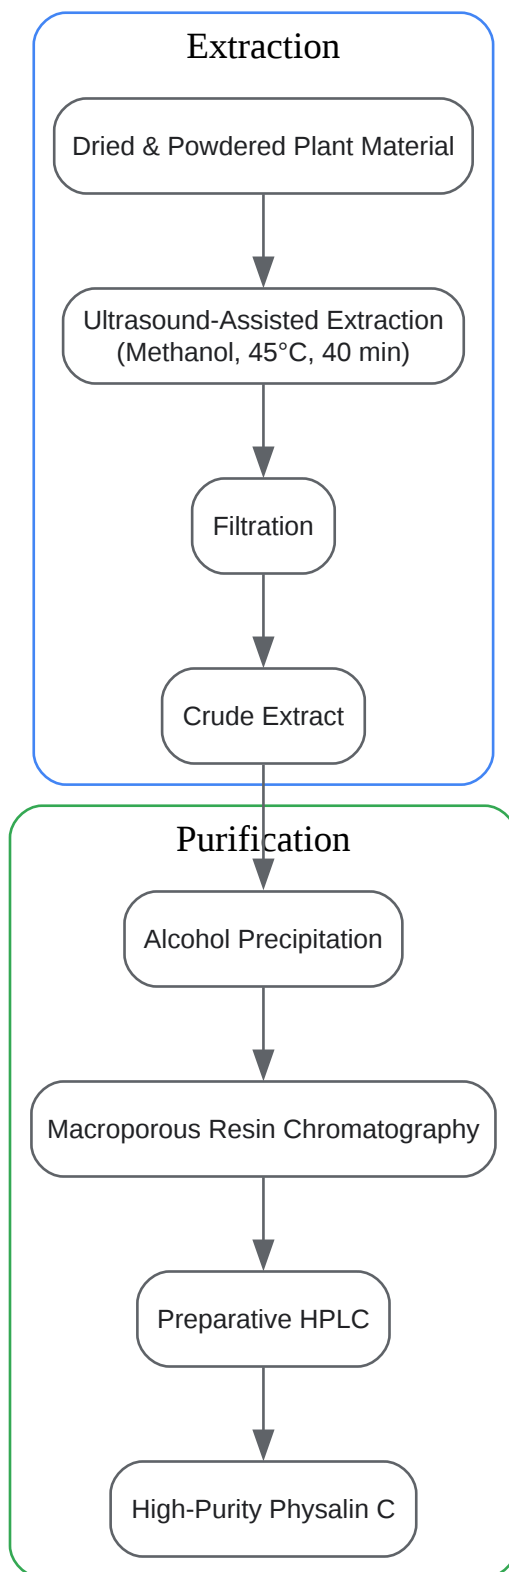 Extraction
Dried & Powdered Plant Material
Ultrasound-Assisted Extraction
(Methanol, 45°C, 40 min)
Filtration
Crude Extract
Purification
Alcohol Precipitation
Macroporous Resin Chromatography
Preparative HPLC
High-Purity Physalin C